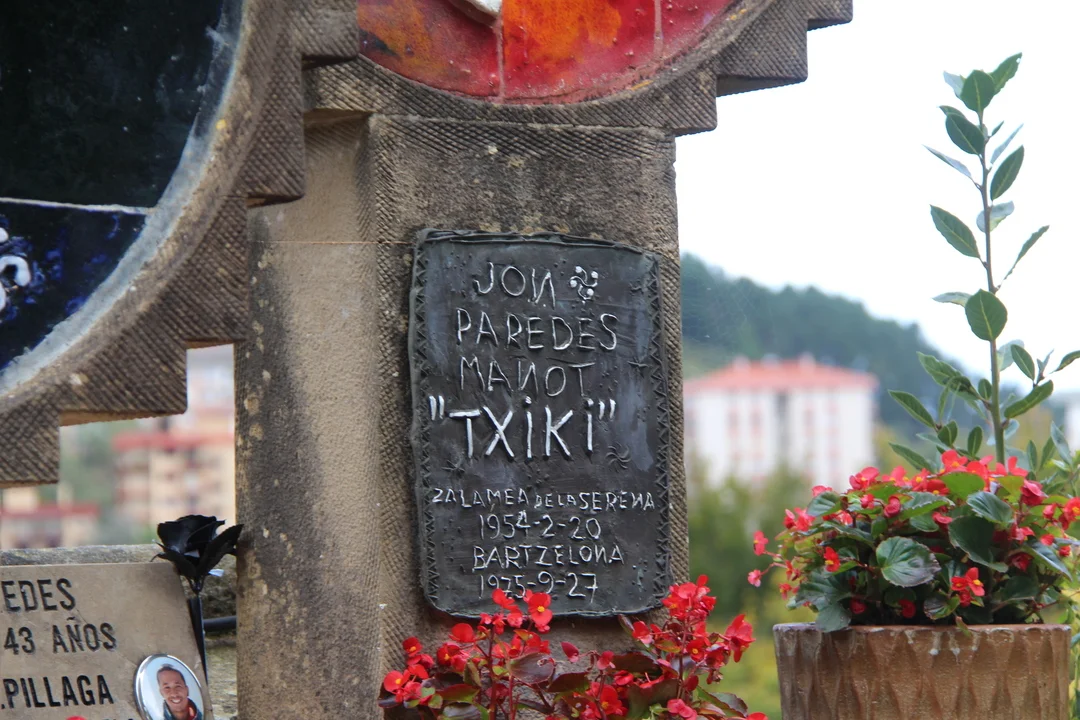 JON
PAREDES
MANOT
"TXIKI"
ZALAMEA DE LA SERENA
1954-2-20
BARTZELONA
1975-9-27
EDES
43 AÑOS
.PILLAGA